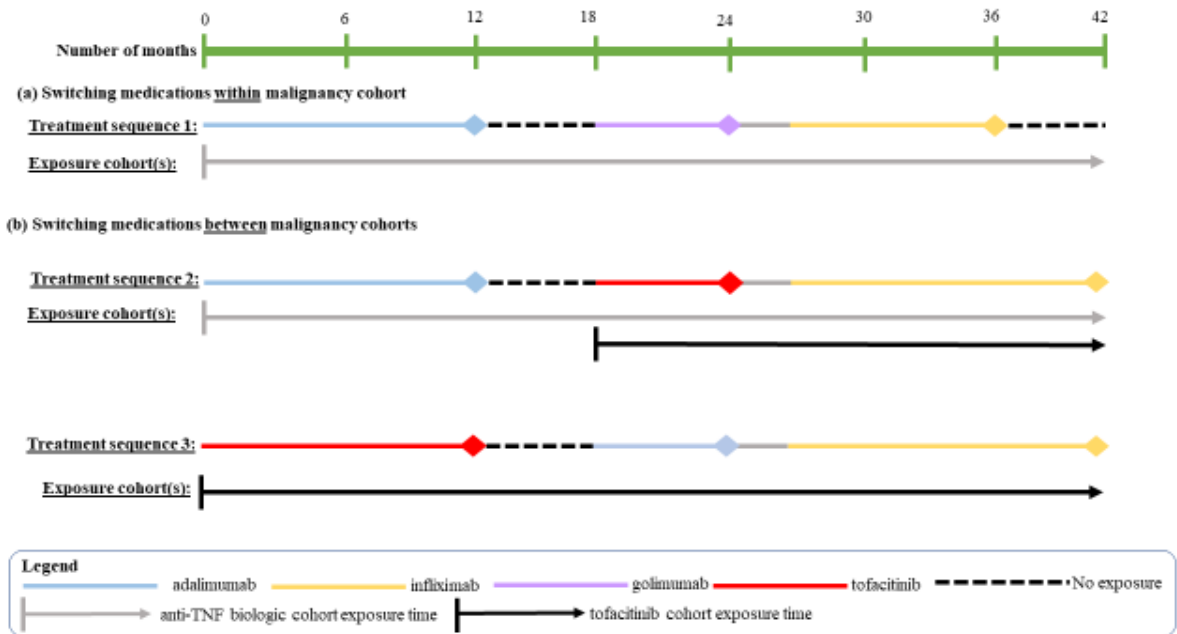 0 6 12 18 24 30 36 42
Number of months
(a) Switching medications within malignancy cohort
Treatment sequence 1:
Exposure cohort(s):
(b) Switching medications between malignancy cohorts
Treatment sequence 2:
Exposure cohort(s):
Treatment sequence 3:
Exposure cohort(s):
Legend
adalimumab infliximab golimumab tofacitinib No exposure
anti-TNF biologic cohort exposure time tofacitinib cohort exposure time